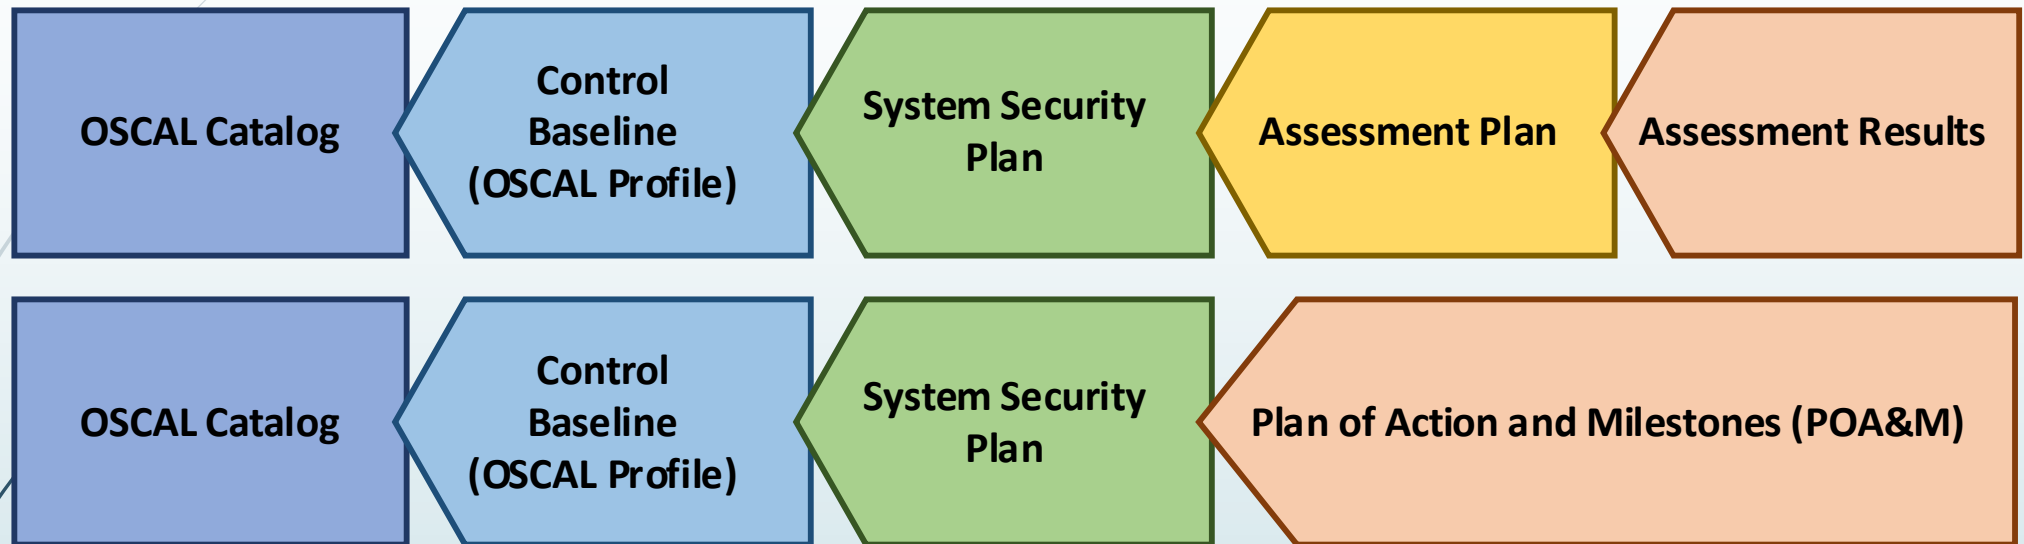 OSCAL Catalog
Control
Baseline
(OSCAL Profile)
System Security
Plan
Assessment Plan
Assessment Results
OSCAL Catalog
Control
Baseline
(OSCAL Profile)
System Security
Plan
Plan of Action and Milestones (POA&M)